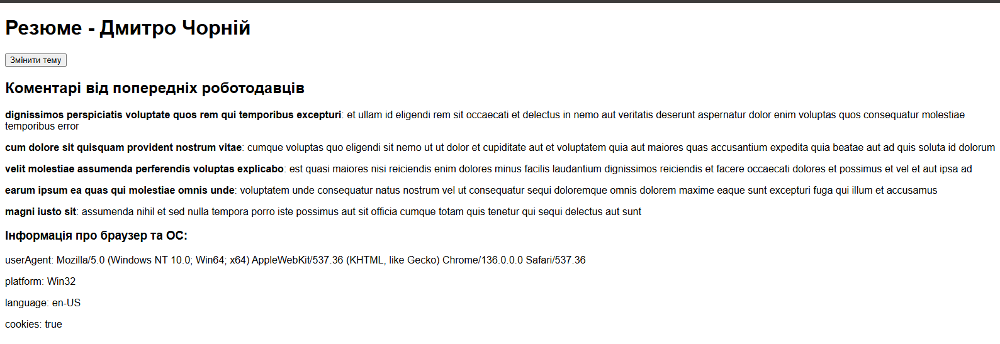 Резюме - Дмитро Чорній
Змінити тему
Коментарі від попередніх роботодавців
dignissimos perspiciatis voluptate quos rem qui temporibus excepturi: et ullam id eligendi rem sit occaecati et delectus in nemo aut veritatis deserunt aspernatur dolor enim voluptas quos consequatur molestiae
temporibus error
cum dolore sit quisquam provident nostrum vitae: cumque voluptas quo eligendi sit nemo ut ut dolor et cupiditate aut et voluptatem quia aut maiores quas accusantium expedita quia beatae aut ad quis soluta id dolorum
velit molestiae assumenda perferendis voluptas explicabo: est quasi maiores nisi reiciendis enim dolores minus facilis laudantium dignissimos reiciendis et facere occaecati dolores et possimus et vel et aut ipsa ad
earum ipsum ea quas qui molestiae omnis unde: voluptatem unde consequatur natus nostrum vel ut consequatur sequi doloremque omnis dolorem maxime eaque sunt excepturi fuga qui illum et accusamus
magni iusto sit: assumenda nihil et sed nulla tempora porro iste possimus aut sit officia cumque totam quis tenetur qui sequi delectus aut sunt
Інформація про браузер та ОС:
userAgent: Mozilla/5.0 (Windows NT 10.0; Win64; x64) AppleWebKit/537.36 (KHTML, like Gecko) Chrome/136.0.0.0 Safari/537.36
platform: Win32
language: en-US
cookies: true